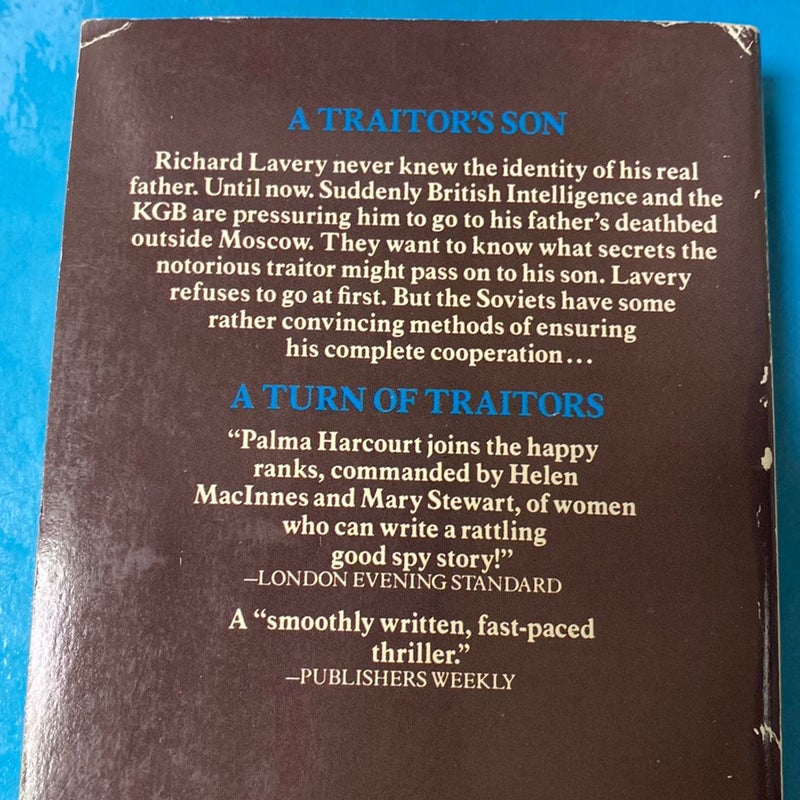 A TRAITOR'S SON
Richard Lavery never knew the identity of his real
father. Until now. Suddenly British Intelligence and the
KGB are pressuring him to go to his father's deathbed
outside Moscow. They want to know what secrets the
notorious traitor might pass on to his son. Lavery
refuses to go at first. But the Soviets have some
rather convincing methods of ensuring
his complete cooperation...
A TURN OF TRAITORS
"Palma Harcourt joins the happy
ranks, commanded by Helen
MacInnes and Mary Stewart, of women
who can write a rattling
good spy story!"
—LONDON EVENING STANDARD
A "smoothly written, fast-paced
thriller."
—PUBLISHERS WEEKLY